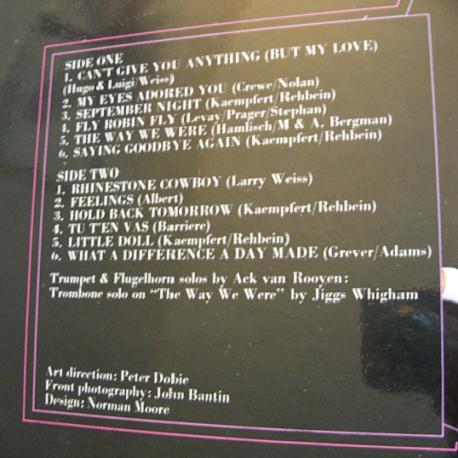 SIDE ONE
1. CAN'T GIVE YOU ANYTHING (BUT MY LOVE)
(Hugo & Luigi/Weiss)
2. MY EYES ADORED YOU (Crewe/Nolan)
3. SEPTEMBER NIGHT (Kaempfert/Rehbein)
4. FLY ROBIN FLY (Levay/Prager/Stephan)
5. THE WAY WE WERE (Hamlisch/M & A. Bergman)
6. SAYING GOODBYE AGAIN (Kaempfert/Rehbein)
SIDE TWO
1. RHINESTONE COWBOY (Larry Weiss)
2. FEELINGS (Albert)
3. HOLD BACK TOMORROW (Kaempfert/Rehbein)
4. TU T'EN VAS (Barriere)
5. LITTLE DOLL (Kaempfert/Rehbein)
6. WHAT A DIFFERENCE A DAY MADE (Grever/Adams)
Trumpet & Flugelhorn solos by Ack van Rooyen:
Trombone solo on "The Way We Were" by Jiggs Whigham
Art direction: Peter Dobie
Front photography: John Bantin
Design: Norman Moore